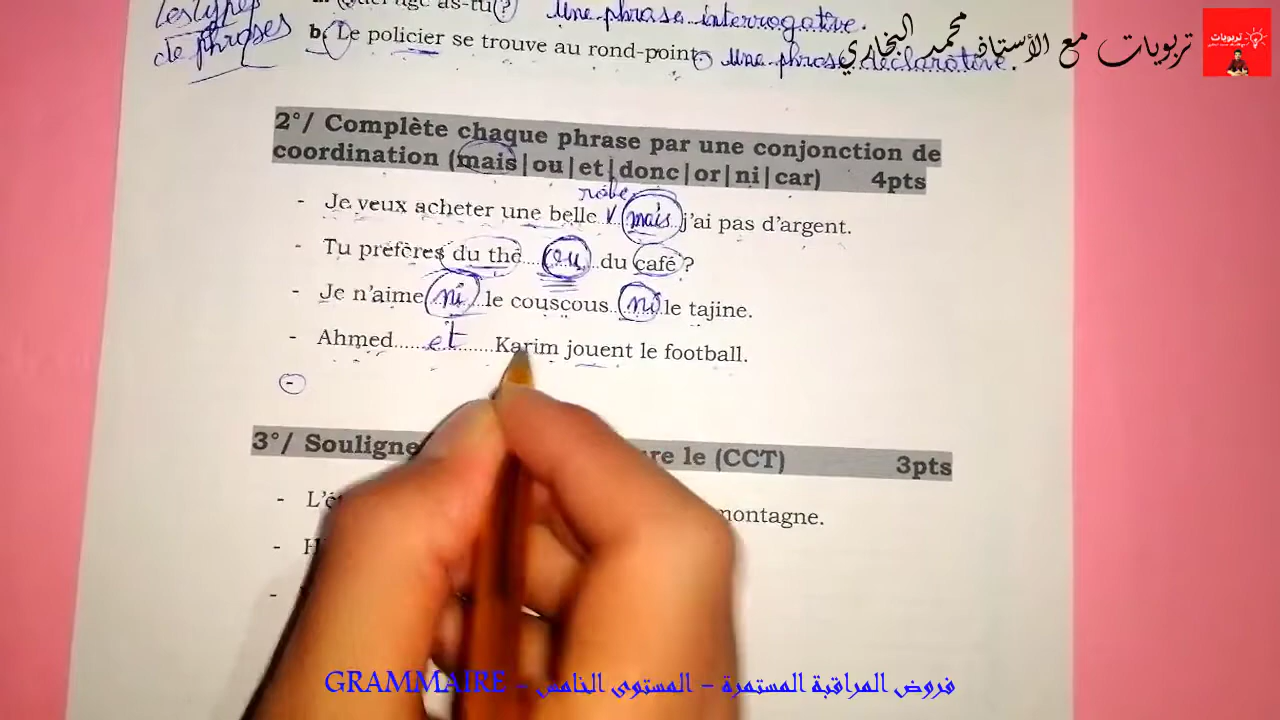 Les types
de phrases
Quel âge as-tu? Une phrase interrogative.
b. Le policier se trouve au rond-point. Une phrase déclarative.
تربويات مع الأستاذ محمد البخاري
تربويات
2°/ Complète chaque phrase par une conjonction de
coordination (mais|ou|et|donc|or|ni|car) 4pts
robe
- Je veux acheter une belle V mais j'ai pas d'argent.
- Tu préfères du thé....ou....du café ?
- Je n'aime ni le couscous ni le tajine.
- Ahmed......et........Karim jouent le football.
-
3°/ Souligne re le (CCT) 3pts
- L'é montagne.
- H
-
GRAMMAIRE - فروض المراقبة المستمرة - المستوى الخامس